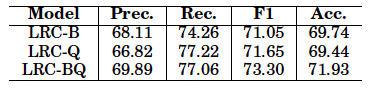 Model Prec. Rec. F1 Acc.
LRC-B 68.11 74.26 71.05 69.74
LRC-Q 66.82 77.22 71.65 69.44
LRC-BQ 69.89 77.06 73.30 71.93